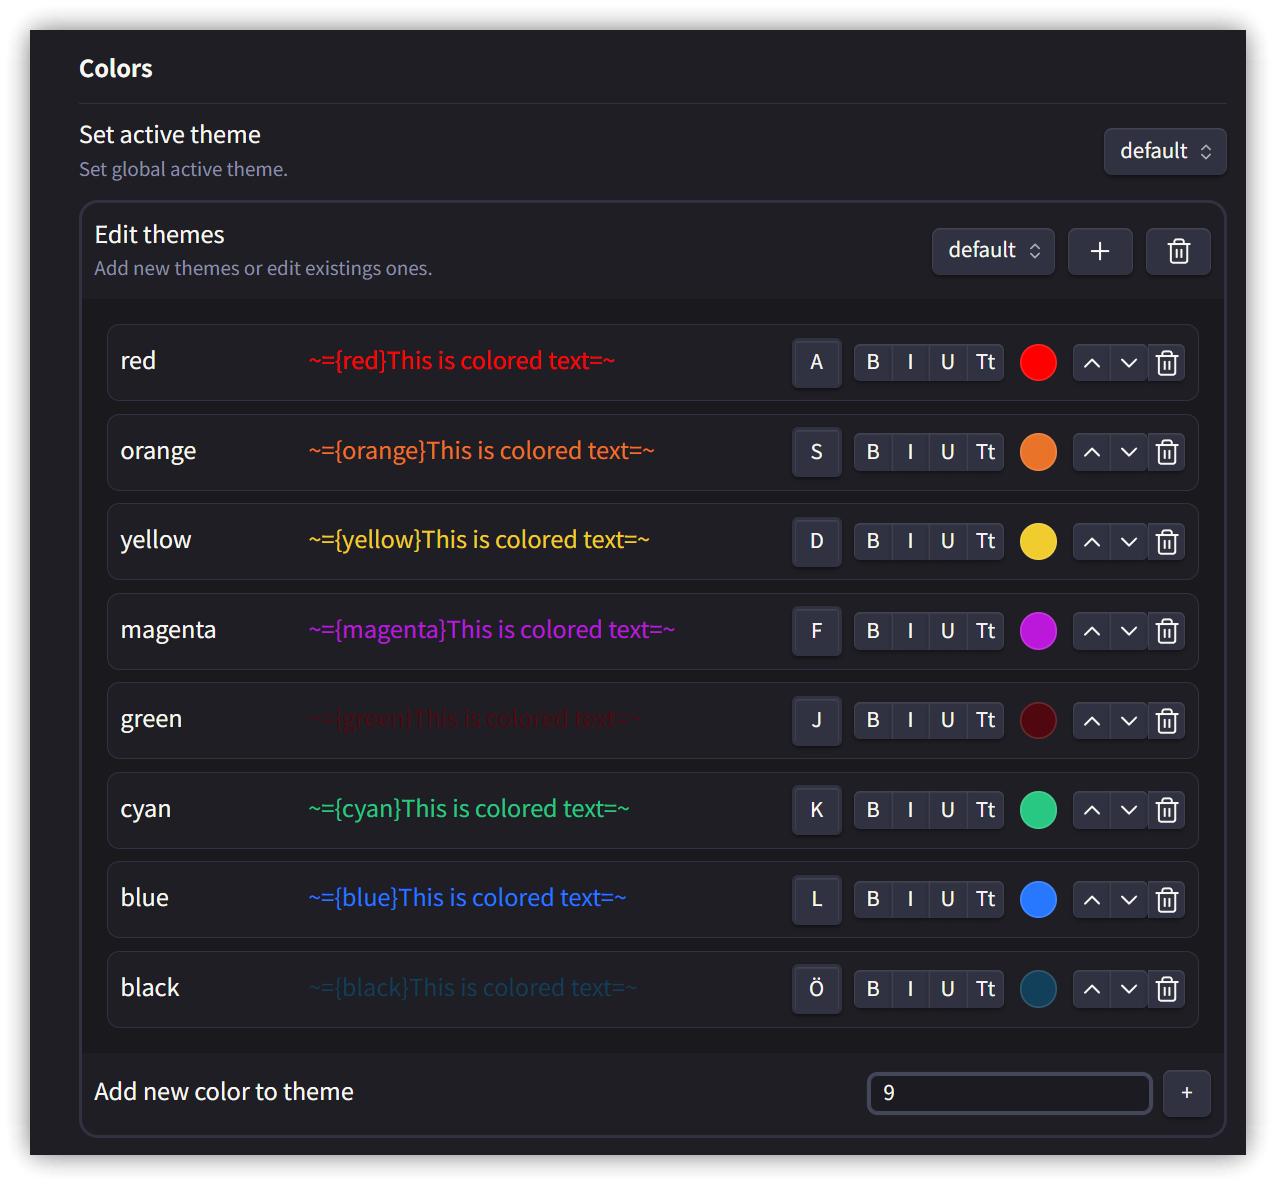 Colors
Set active theme
Set global active theme.
default
Edit themes
Add new themes or edit existings ones.
default
red ~={red}This is colored text=~ A B I U Tt
orange ~={orange}This is colored text=~ S B I U Tt
yellow ~={yellow}This is colored text=~ D B I U Tt
magenta ~={magenta}This is colored text=~ F B I U Tt
green ~={green}This is colored text=~ J B I U Tt
cyan ~={cyan}This is colored text=~ K B I U Tt
blue ~={blue}This is colored text=~ L B I U Tt
black ~={black}This is colored text=~ Ö B I U Tt
Add new color to theme 9 +